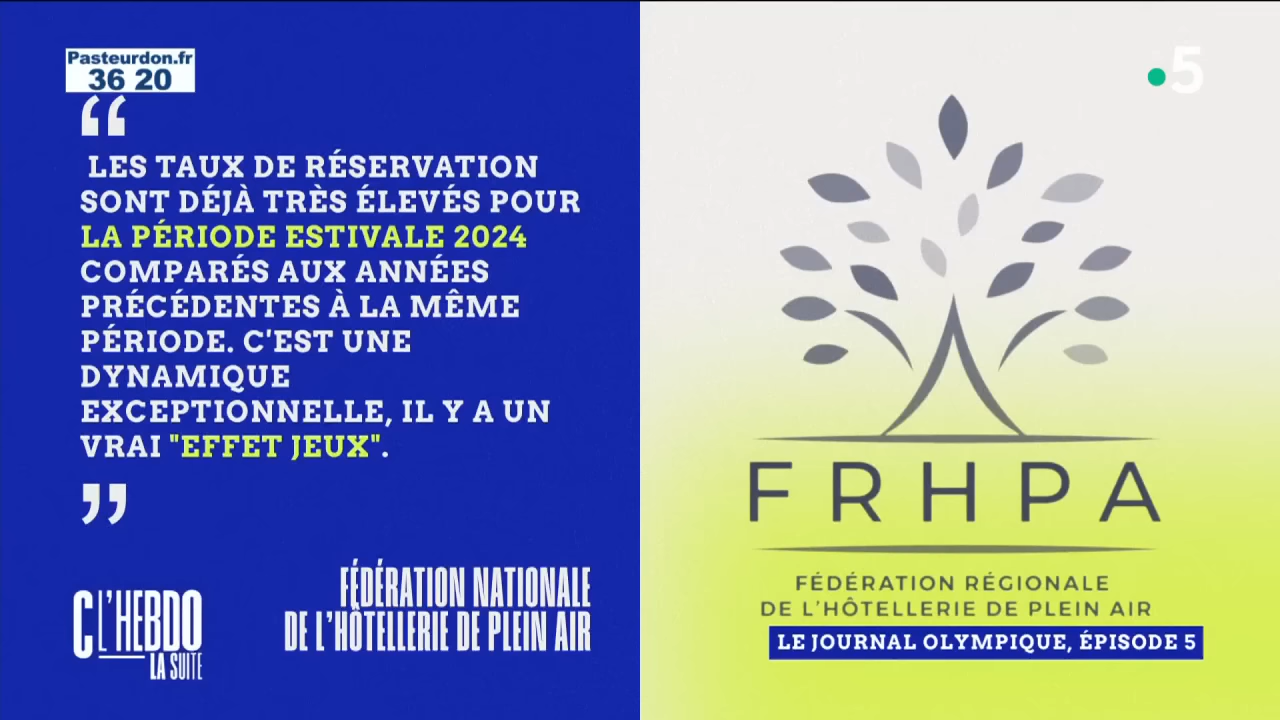 Pasteurdon.fr
36 20
“
LES TAUX DE RÉSERVATION
SONT DÉJÀ TRÈS ÉLEVÉS POUR
LA PÉRIODE ESTIVALE 2024
COMPARÉS AUX ANNÉES
PRÉCÉDENTES À LA MÊME
PÉRIODE. C'EST UNE
DYNAMIQUE
EXCEPTIONNELLE, IL Y A UN
VRAI "EFFET JEUX".
”
FÉDÉRATION NATIONALE
DE L'HÔTELLERIE DE PLEIN AIR
C L'HEBDO
LA SUITE
5
FRHPA
FÉDÉRATION RÉGIONALE
DE L'HÔTELLERIE DE PLEIN AIR
LE JOURNAL OLYMPIQUE, ÉPISODE 5